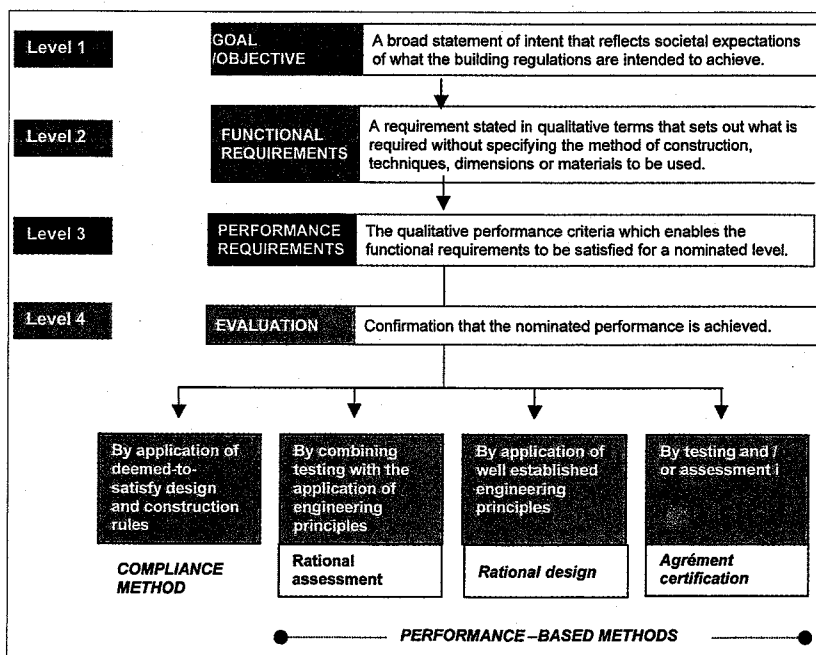 Level 1
GOAL
/OBJECTIVE
A broad statement of intent that reflects societal expectations
of what the building regulations are intended to achieve.
Level 2
FUNCTIONAL
REQUIREMENTS
A requirement stated in qualitative terms that sets out what is
required without specifying the method of construction,
techniques, dimensions or materials to be used.
Level 3
PERFORMANCE
REQUIREMENTS
The qualitative performance criteria which enables the
functional requirements to be satisfied for a nominated level.
Level 4
EVALUATION
Confirmation that the nominated performance is achieved.
By application of
deemed-to-
satisfy design
and construction
rules
COMPLIANCE
METHOD
By combining
testing with the
application of
engineering
principles
Rational
assessment
By application of
well established
engineering
principles
Rational design
By testing and /
or assessment i
Agrément
certification
PERFORMANCE–BASED METHODS